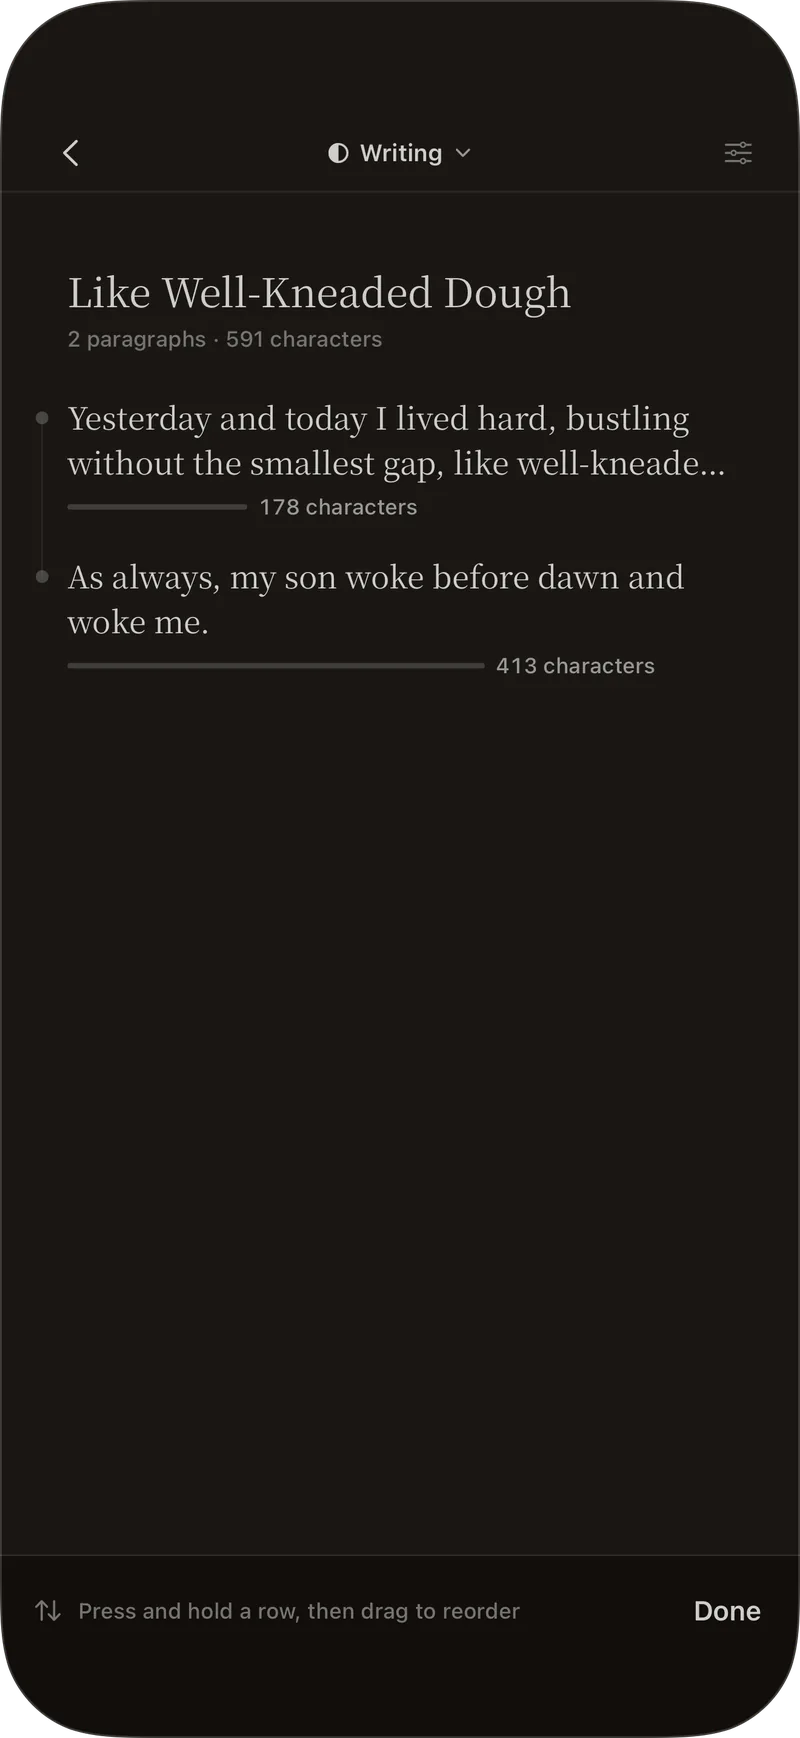 Writing
Like Well-Kneaded Dough
2 paragraphs · 591 characters
Yesterday and today I lived hard, bustling
without the smallest gap, like well-kneade...
178 characters
As always, my son woke before dawn and
woke me.
413 characters
Press and hold a row, then drag to reorder
Done